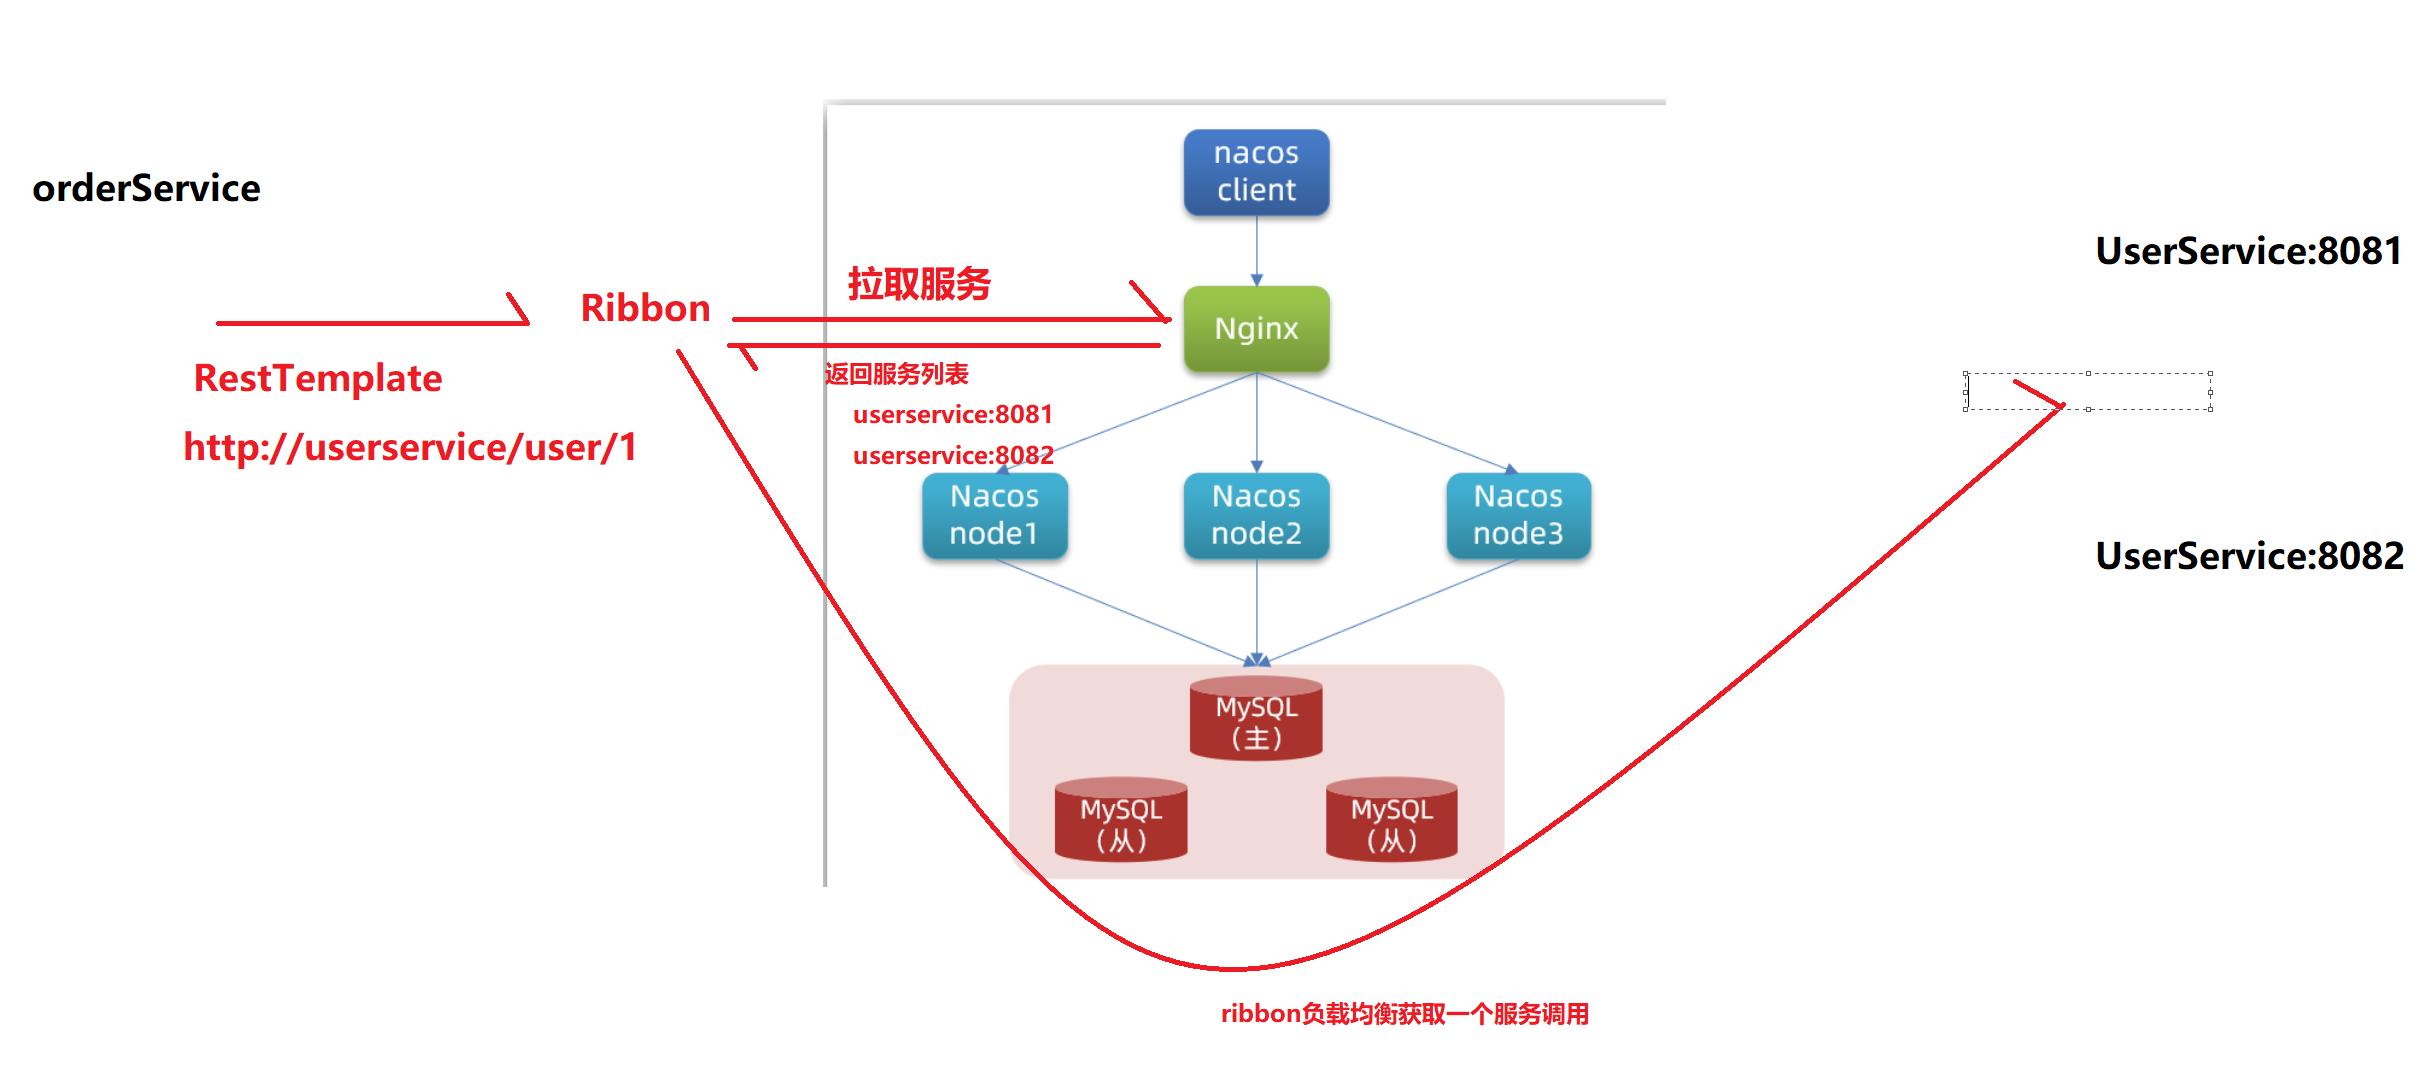 orderService
RestTemplate
http://userservice/user/1
Ribbon
拉取服务
返回服务列表
userservice:8081
userservice:8082
nacos
client
Nginx
Nacos
node1
Nacos
node2
Nacos
node3
MySQL
（主）
MySQL
（从）
MySQL
（从）
UserService:8081
UserService:8082
ribbon负载均衡获取一个服务调用